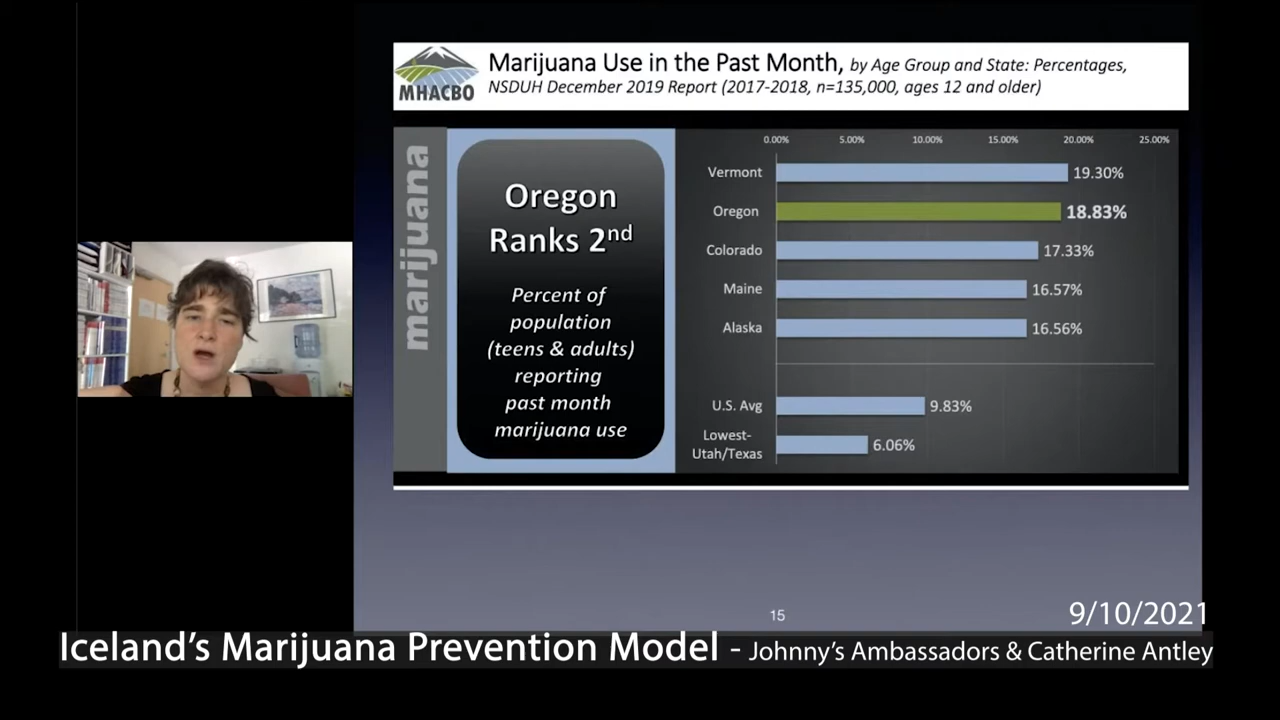 MHACBO
Marijuana Use in the Past Month, by Age Group and State: Percentages,
NSDUH December 2019 Report (2017-2018, n=135,000, ages 12 and older)
marijuana
Oregon
Ranks 2nd
Percent of
population
(teens & adults)
reporting
past month
marijuana use
0.00% 5.00% 10.00% 15.00% 20.00% 25.00%
Vermont 19.30%
Oregon 18.83%
Colorado 17.33%
Maine 16.57%
Alaska 16.56%
U.S. Avg 9.83%
Lowest-
Utah/Texas 6.06%
15
9/10/2021
Iceland's Marijuana Prevention Model - Johnny's Ambassadors & Catherine Antley